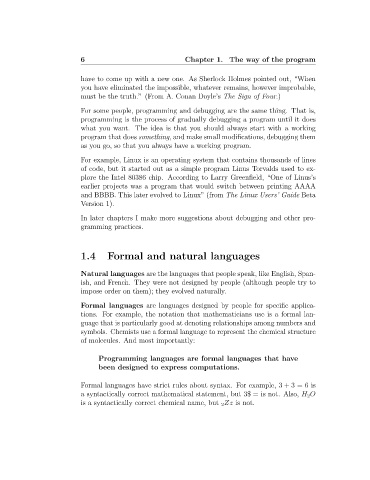 6 Chapter 1. The way of the program
have to come up with a new one. As Sherlock Holmes pointed out, “When
you have eliminated the impossible, whatever remains, however improbable,
must be the truth.” (From A. Conan Doyle's The Sign of Four.)
For some people, programming and debugging are the same thing. That is,
programming is the process of gradually debugging a program until it does
what you want. The idea is that you should always start with a working
program that does something, and make small modifications, debugging them
as you go, so that you always have a working program.
For example, Linux is an operating system that contains thousands of lines
of code, but it started out as a simple program Linus Torvalds used to ex-
plore the Intel 80386 chip. According to Larry Greenfield, “One of Linus's
earlier projects was a program that would switch between printing AAAA
and BBBB. This later evolved to Linux” (from The Linux Users' Guide Beta
Version 1).
In later chapters I make more suggestions about debugging and other pro-
gramming practices.
1.4 Formal and natural languages
Natural languages are the languages that people speak, like English, Span-
ish, and French. They were not designed by people (although people try to
impose order on them); they evolved naturally.
Formal languages are languages designed by people for specific applica-
tions. For example, the notation that mathematicians use is a formal lan-
guage that is particularly good at denoting relationships among numbers and
symbols. Chemists use a formal language to represent the chemical structure
of molecules. And most importantly:
Programming languages are formal languages that have
been designed to express computations.
Formal languages have strict rules about syntax. For example, 3 + 3 = 6 is
a syntactically correct mathematical statement, but 3$ = is not. Also, H₂O
is a syntactically correct chemical name, but ₂Zz is not.